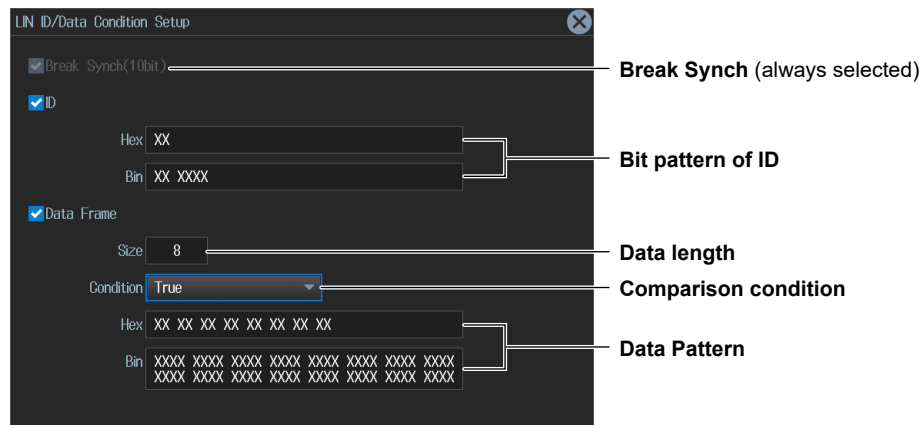 LIN ID/Data Condition Setup
Break Synch(10bit)
Break Synch (always selected)
ID
Hex XX
Bin XX XXXX
Bit pattern of ID
Data Frame
Size 8
Data length
Condition True
Comparison condition
Hex XX XX XX XX XX XX XX XX
Bin XXXX XXXX XXXX XXXX XXXX XXXX XXXX XXXX
XXXX XXXX XXXX XXXX XXXX XXXX XXXX XXXX
Data Pattern